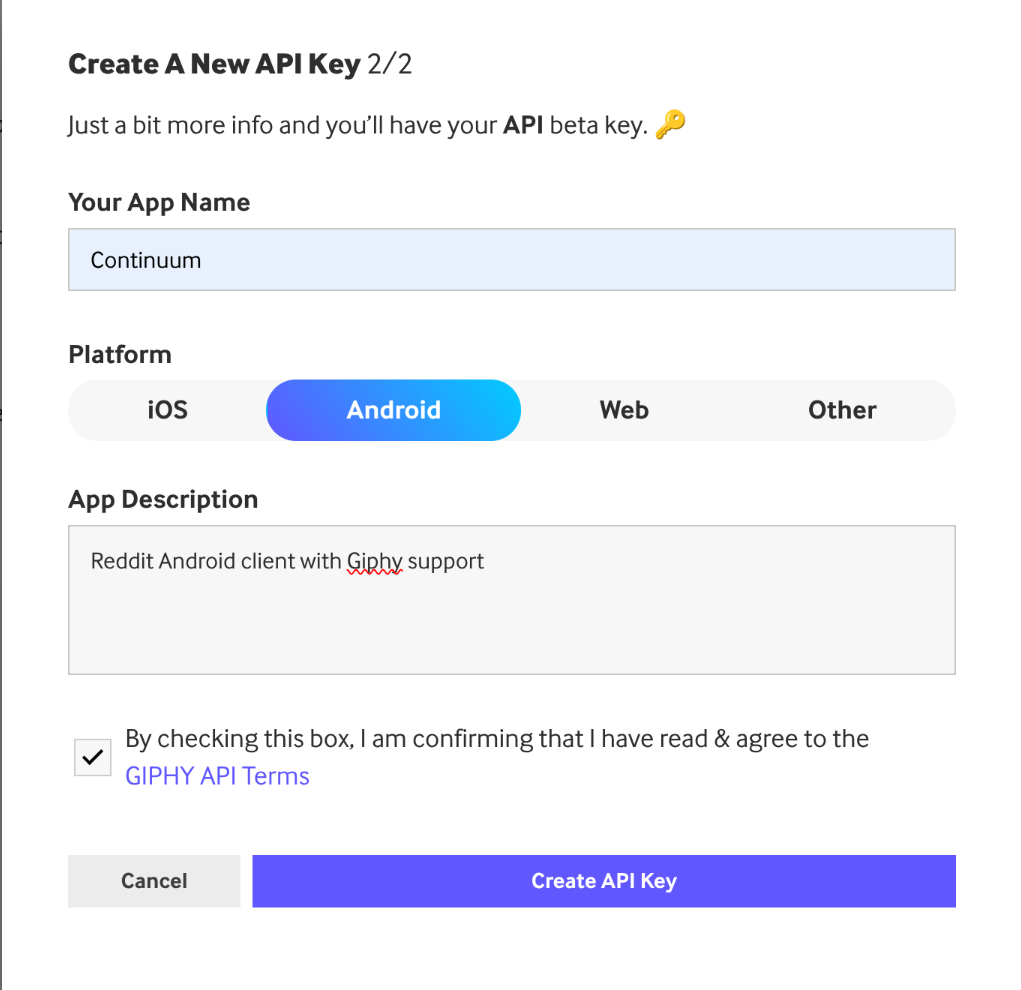 Create A New API Key 2/2
Just a bit more info and you’ll have your API beta key. 🔑
Your App Name
Continuum
Platform
iOS Android Web Other
App Description
Reddit Android client with Giphy support
By checking this box, I am confirming that I have read & agree to the
GIPHY API Terms
Cancel Create API Key